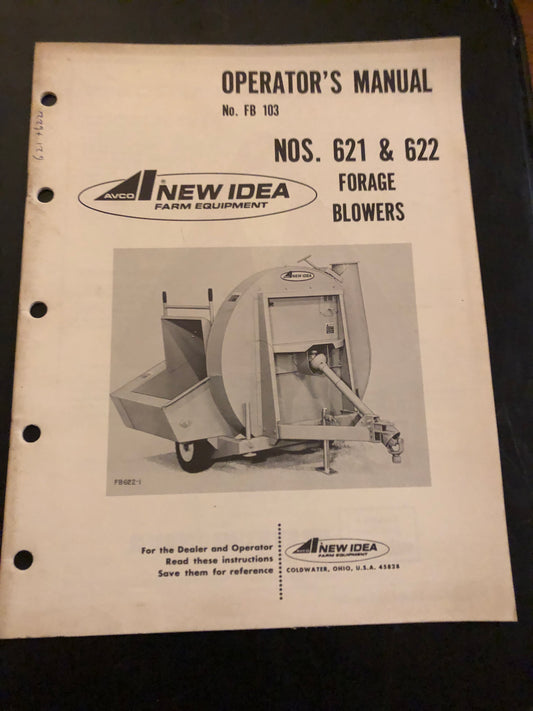 OPERATOR'S MANUAL
No. FB 103
NOS. 621 & 622
FORAGE
BLOWERS
AVCO NEW IDEA
FARM EQUIPMENT
NEW IDEA
FB622-1
For the Dealer and Operator
Read these instructions
Save them for reference
AVCO NEW IDEA
FARM EQUIPMENT
COLDWATER, OHIO, U.S.A. 45828